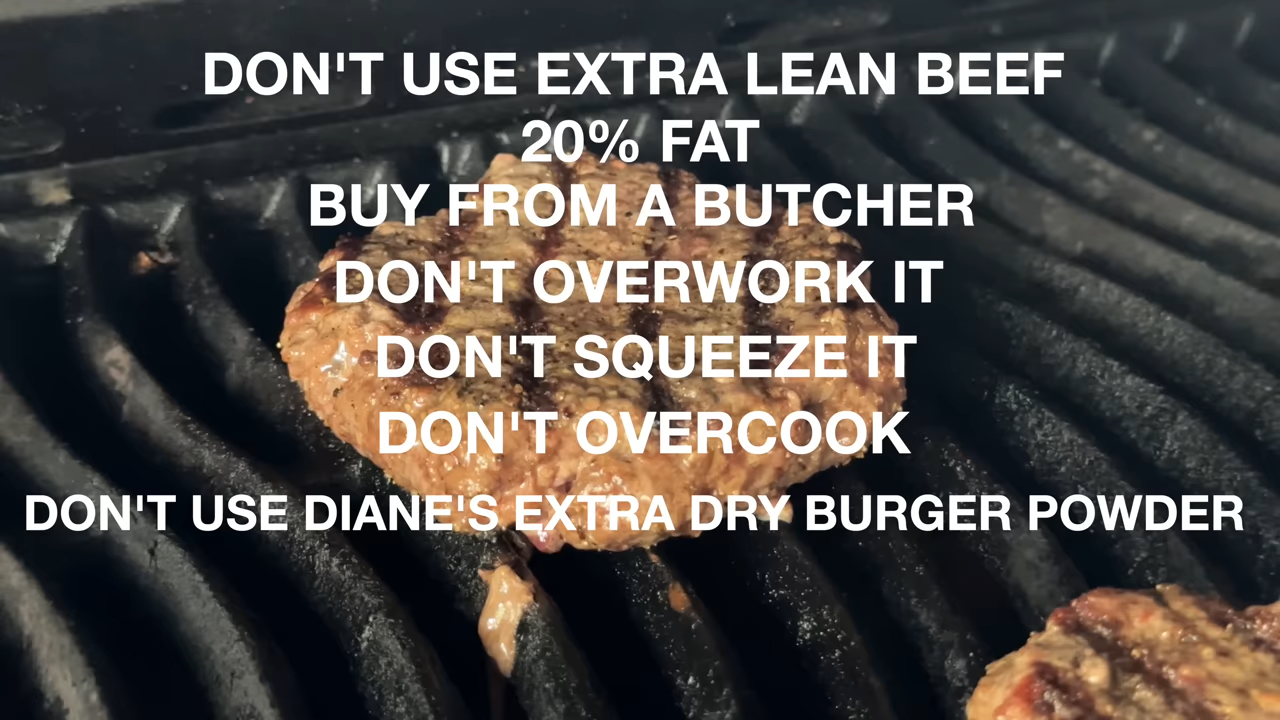 DON'T USE EXTRA LEAN BEEF
20% FAT
BUY FROM A BUTCHER
DON'T OVERWORK IT
DON'T SQUEEZE IT
DON'T OVERCOOK
DON'T USE DIANE'S EXTRA DRY BURGER POWDER